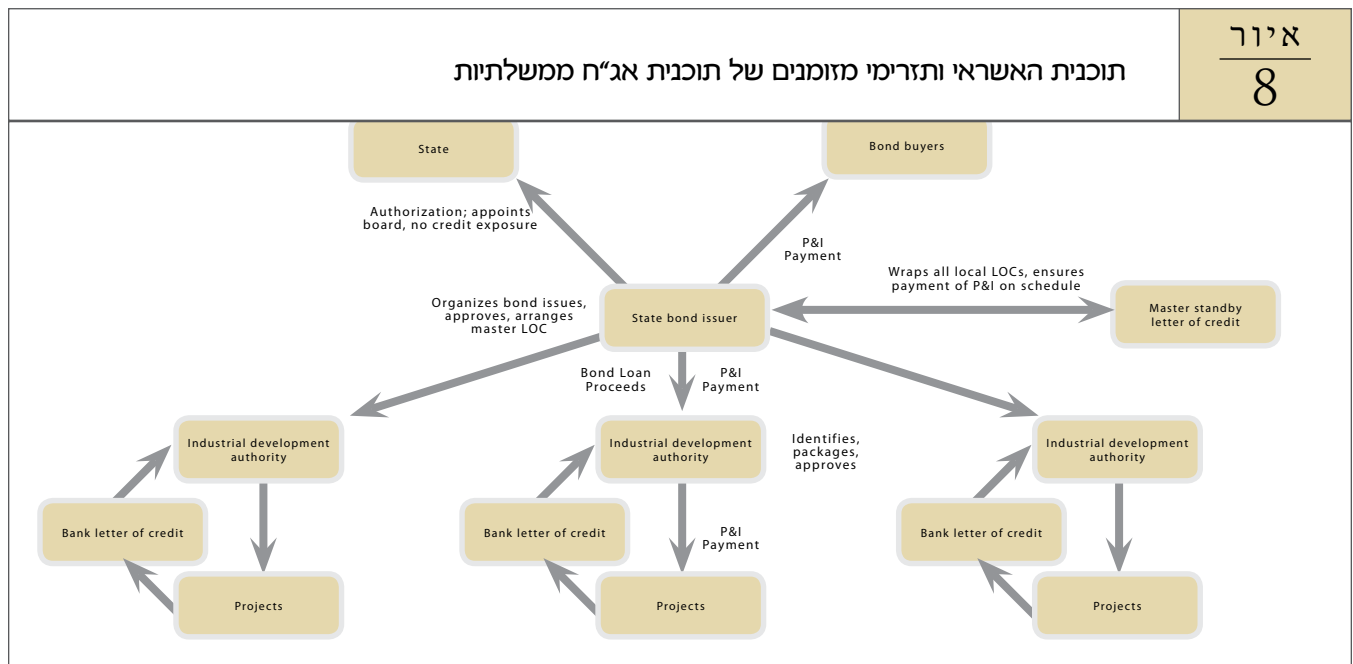 איור
8
תוכנית האשראי ותזרימי מזומנים של תוכנית אג“ח ממשלתיות
State
Bond buyers
Authorization; appoints
board, no credit exposure
P&I
Payment
Wraps all local LOCs, ensures
payment of P&I on schedule
Organizes bond issues,
approves, arranges
master LOC
State bond issuer
Master standby
letter of credit
Bond Loan
Proceeds
P&I
Payment
Industrial development
authority
Industrial development
authority
Identifies,
packages,
approves
Industrial development
authority
Bank letter of credit
Bank letter of credit
P&I
Payment
Bank letter of credit
Projects
Projects
Projects